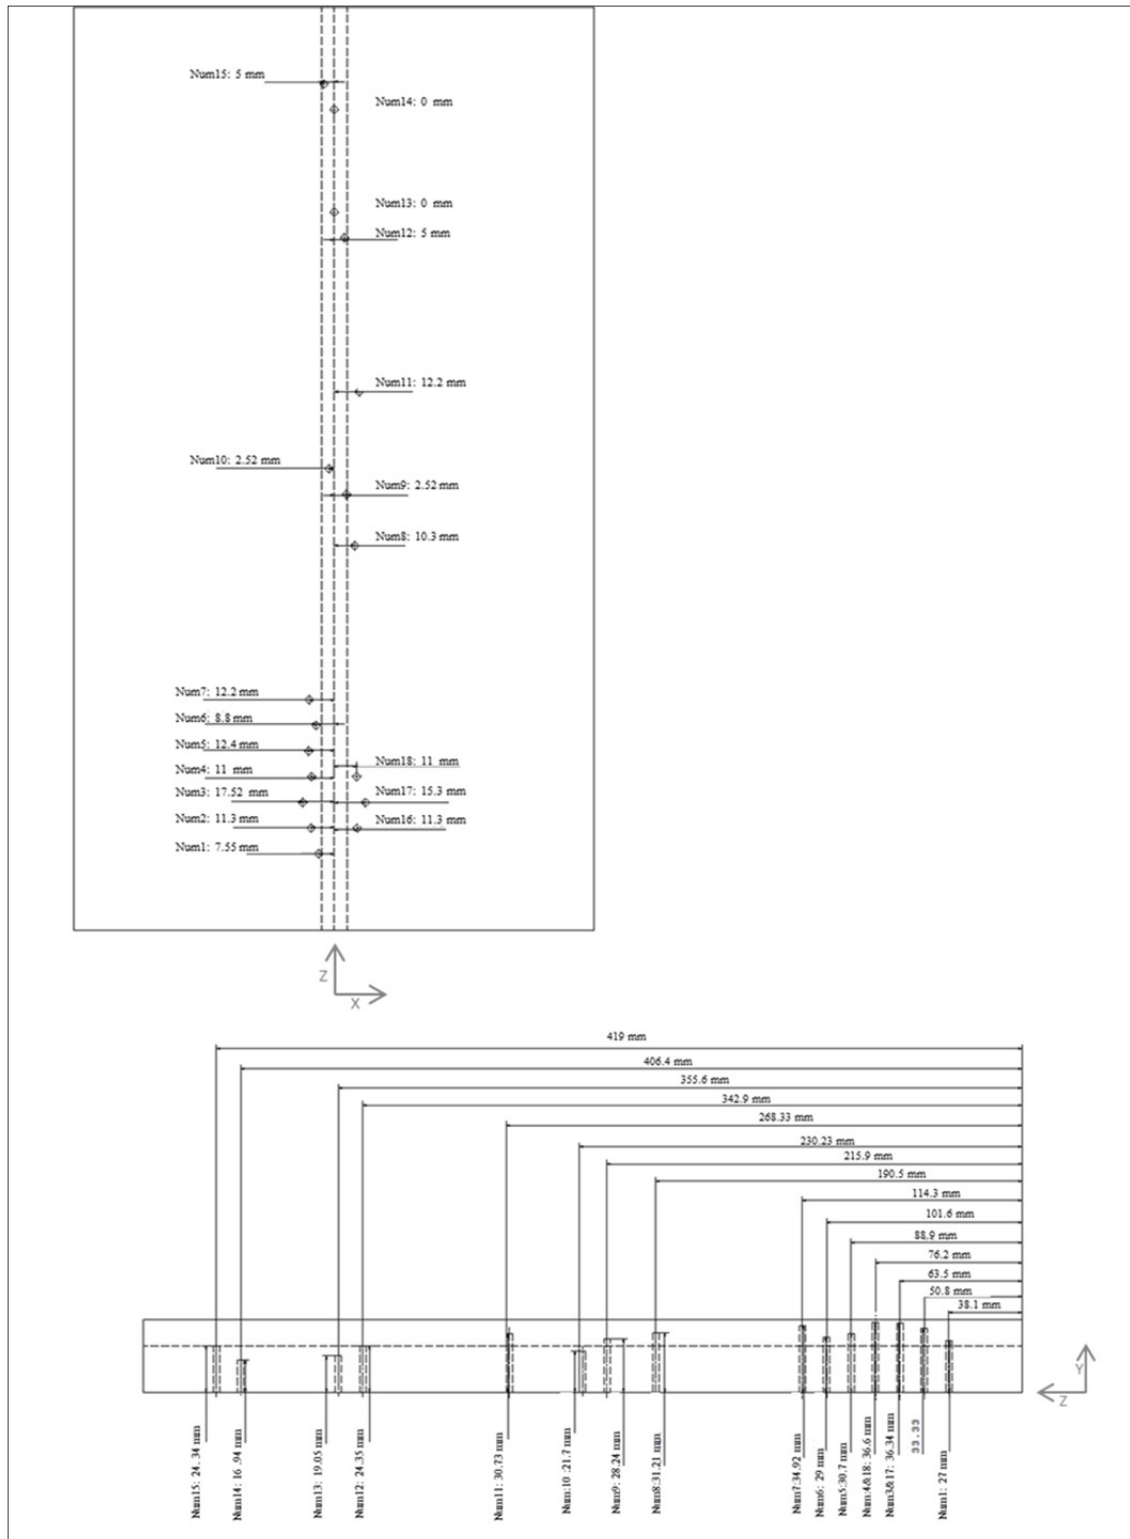 Num15: 5 mm
Num14: 0 mm
Num13: 0 mm
Num12: 5 mm
Num11: 12.2 mm
Num10: 2.52 mm
Num9: 2.52 mm
Num8: 10.3 mm
Num7: 12.2 mm
Num6: 8.8 mm
Num5: 12.4 mm
Num18: 11 mm
Num4: 11 mm
Num3: 17.52 mm
Num17: 15.3 mm
Num2: 11.3 mm
Num16: 11.3 mm
Num1: 7.55 mm
Z
X
419 mm
406.4 mm
355.6 mm
342.9 mm
268.33 mm
230.23 mm
215.9 mm
190.5 mm
114.3 mm
101.6 mm
88.9 mm
76.2 mm
63.5 mm
50.8 mm
38.1 mm
Y
Z
Num15: 24.34 mm
Num14: 16.94 mm
Num13: 19.05 mm
Num12: 24.35 mm
Num11: 30.73 mm
Num:10 :21.7 mm
Num9: 28.24 mm
Num8:31.21 mm
Num7:34.92 mm
Num6: 29 mm
Num5:30.7 mm
Num:4&18: 36.6 mm
Num3&17: 36.34 mm
33.33
Num1: 27 mm